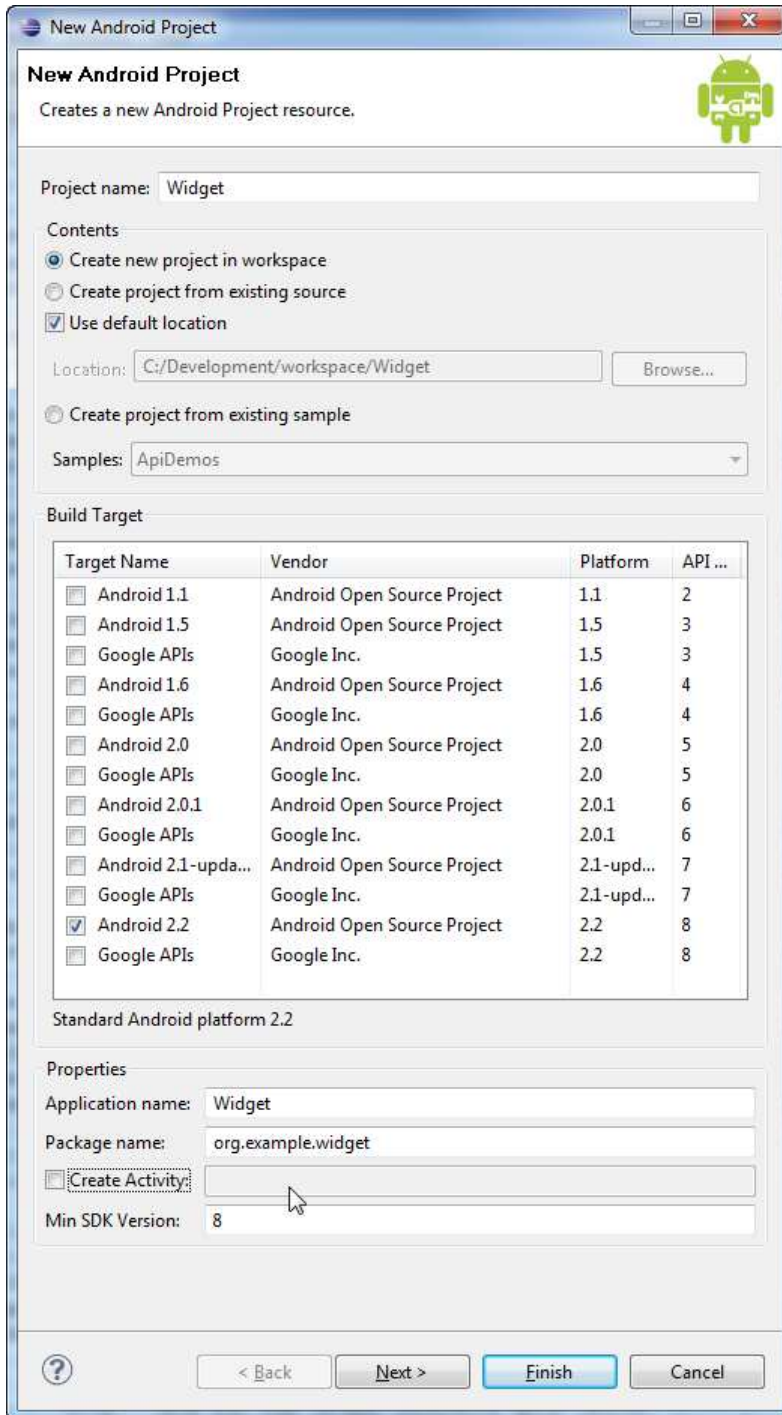 New Android Project
New Android Project
Creates a new Android Project resource.
Project name: Widget
Contents
Create new project in workspace
Create project from existing source
Use default location
Location: C:/Development/workspace/Widget Browse...
Create project from existing sample
Samples: ApiDemos
Build Target
Target Name Vendor Platform API ...
Android 1.1 Android Open Source Project 1.1 2
Android 1.5 Android Open Source Project 1.5 3
Google APIs Google Inc. 1.5 3
Android 1.6 Android Open Source Project 1.6 4
Google APIs Google Inc. 1.6 4
Android 2.0 Android Open Source Project 2.0 5
Google APIs Google Inc. 2.0 5
Android 2.0.1 Android Open Source Project 2.0.1 6
Google APIs Google Inc. 2.0.1 6
Android 2.1-upda... Android Open Source Project 2.1-upd... 7
Google APIs Google Inc. 2.1-upd... 7
Android 2.2 Android Open Source Project 2.2 8
Google APIs Google Inc. 2.2 8
Standard Android platform 2.2
Properties
Application name: Widget
Package name: org.example.widget
Create Activity:
Min SDK Version: 8
? < Back Next > Finish Cancel